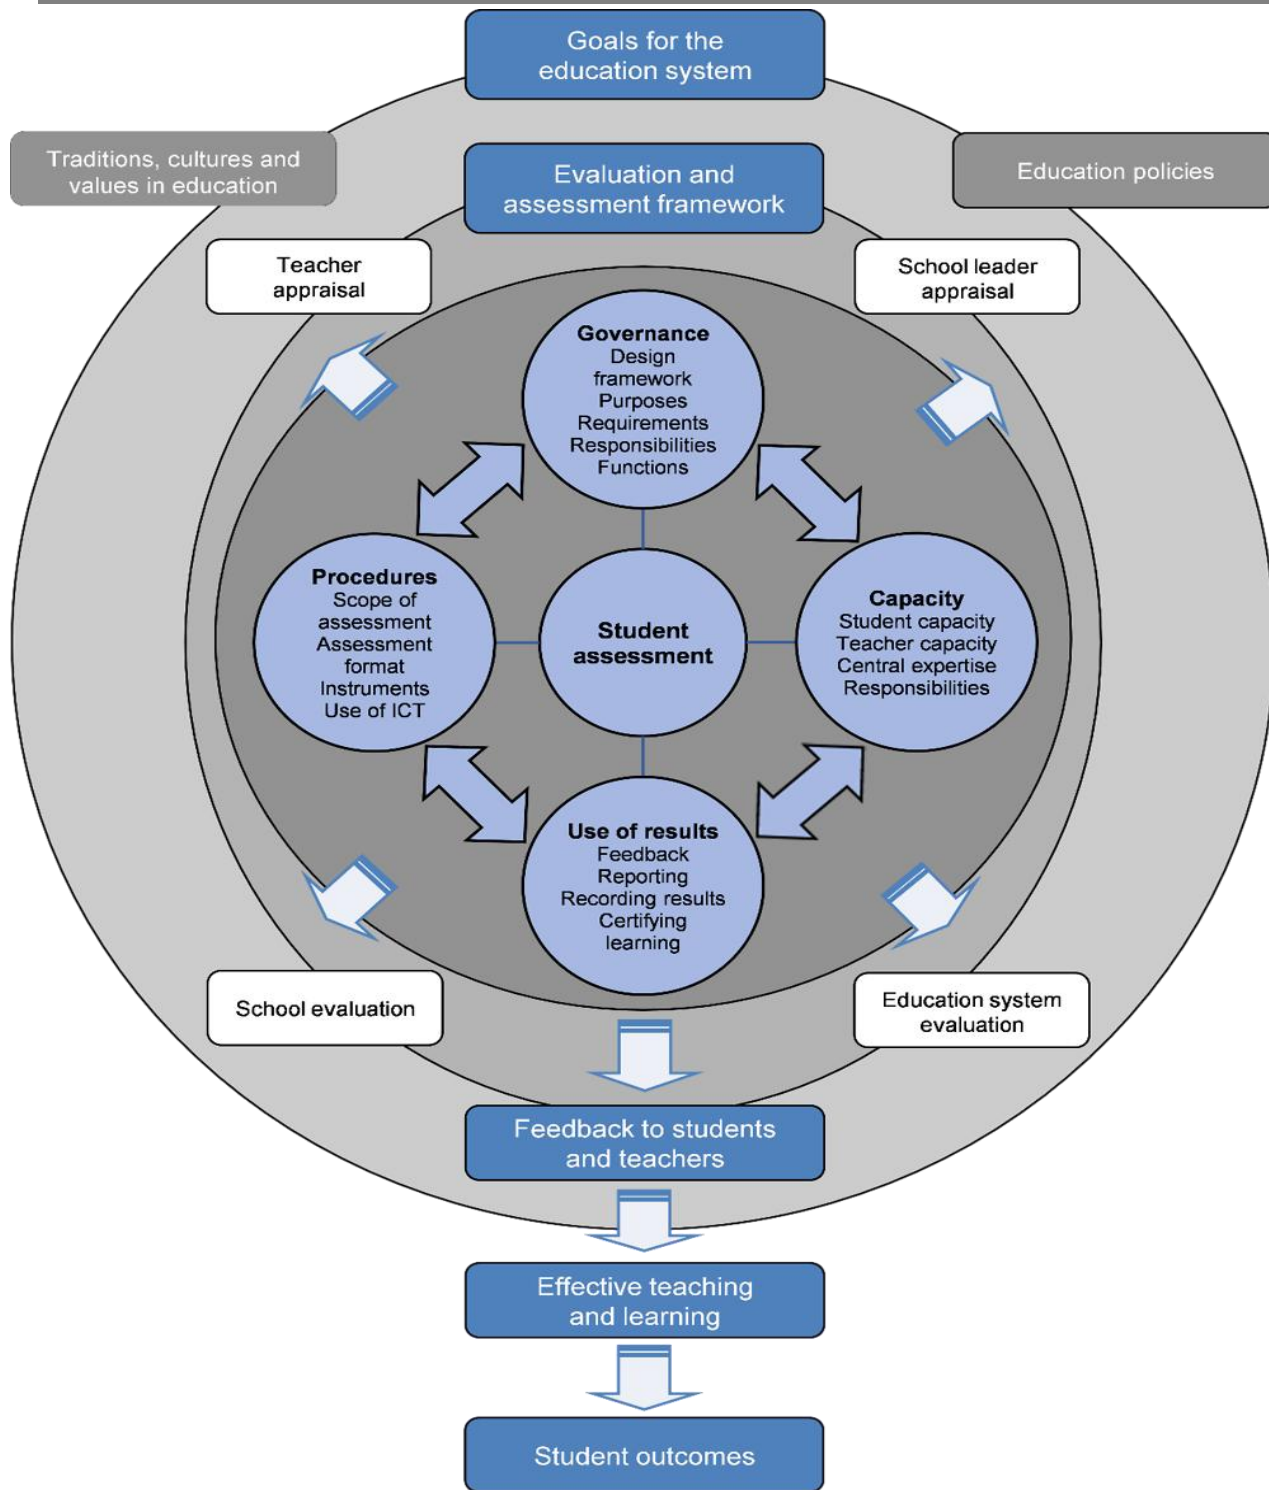 Goals for the
education system
Traditions, cultures and
values in education
Education policies
Evaluation and
assessment framework
Teacher
appraisal
School leader
appraisal
Governance
Design
framework
Purposes
Requirements
Responsibilities
Functions
Procedures
Scope of
assessment
Assessment
format
Instruments
Use of ICT
Student
assessment
Capacity
Student capacity
Teacher capacity
Central expertise
Responsibilities
Use of results
Feedback
Reporting
Recording results
Certifying
learning
School evaluation
Education system
evaluation
Feedback to students
and teachers
Effective teaching
and learning
Student outcomes